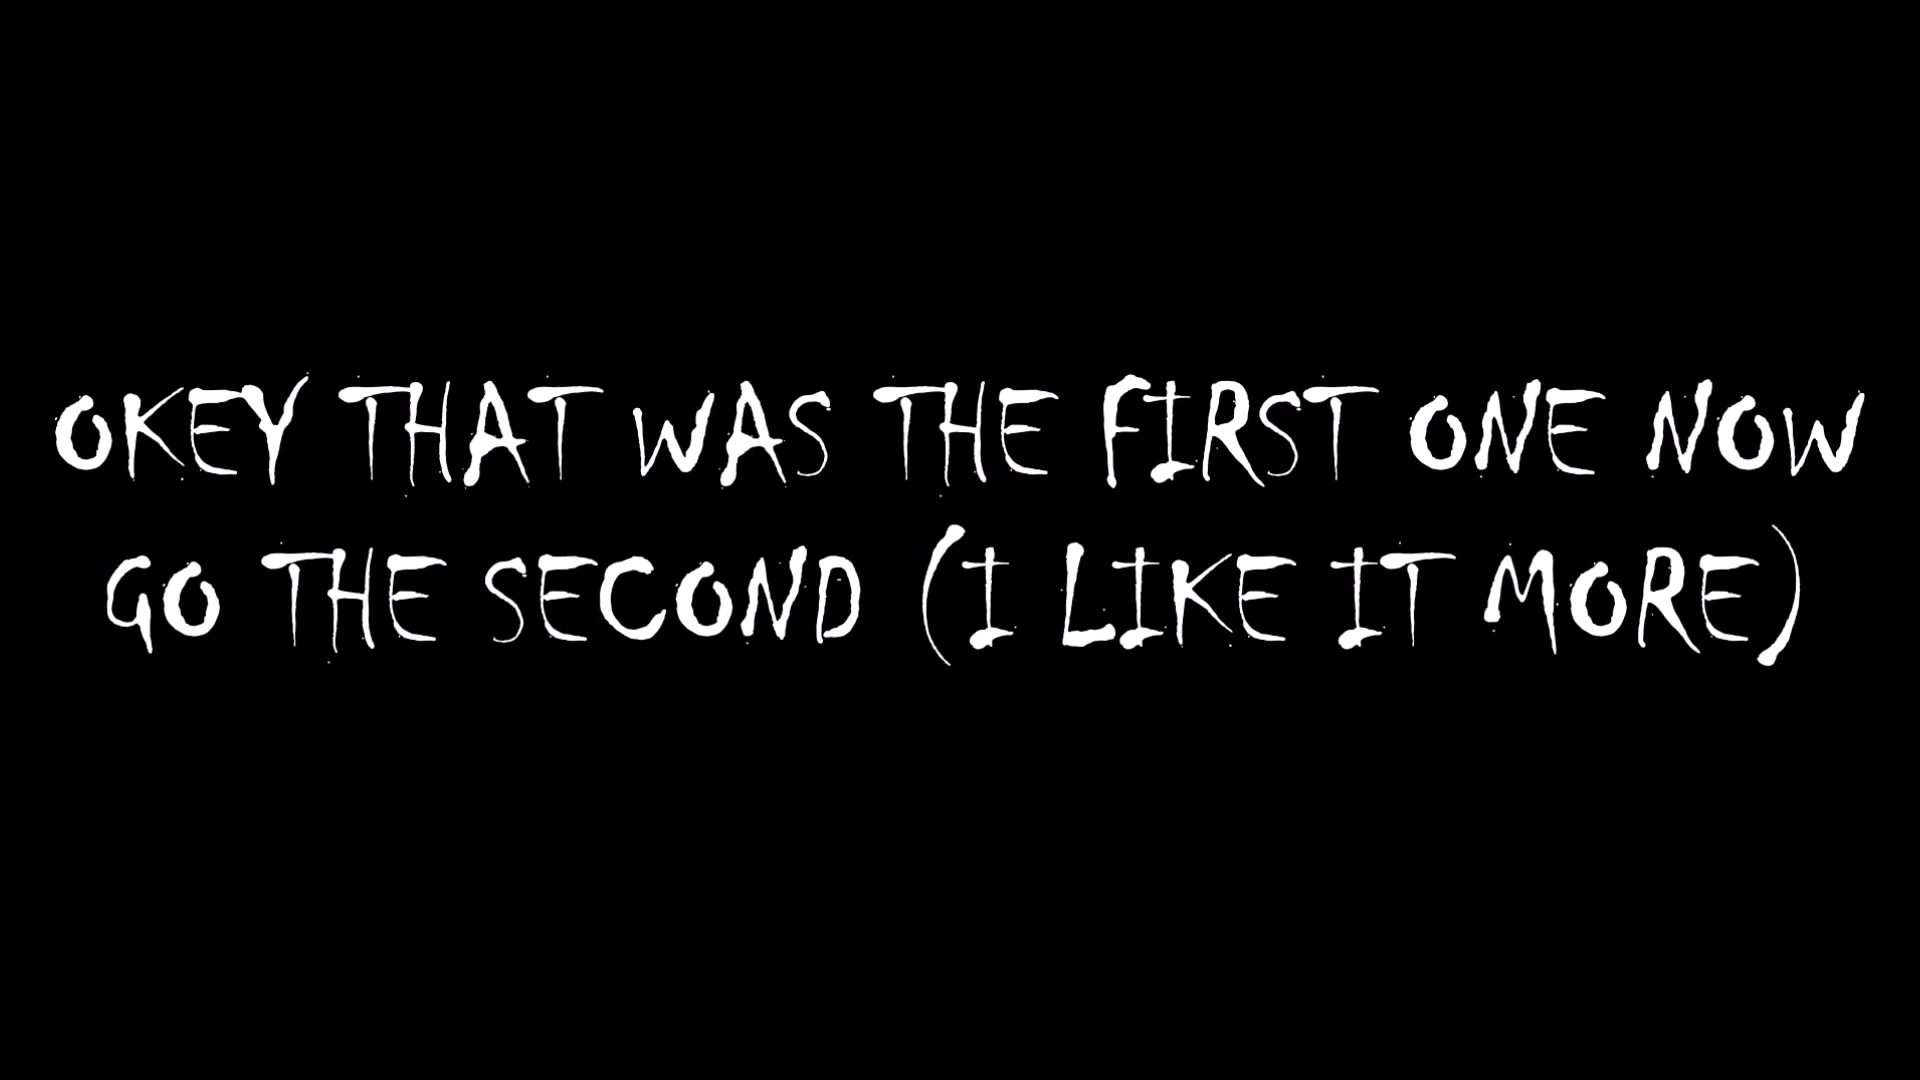 OKEY THAT WAS THE FIRST ONE NOW
GO THE SECOND (I LIKE IT MORE)